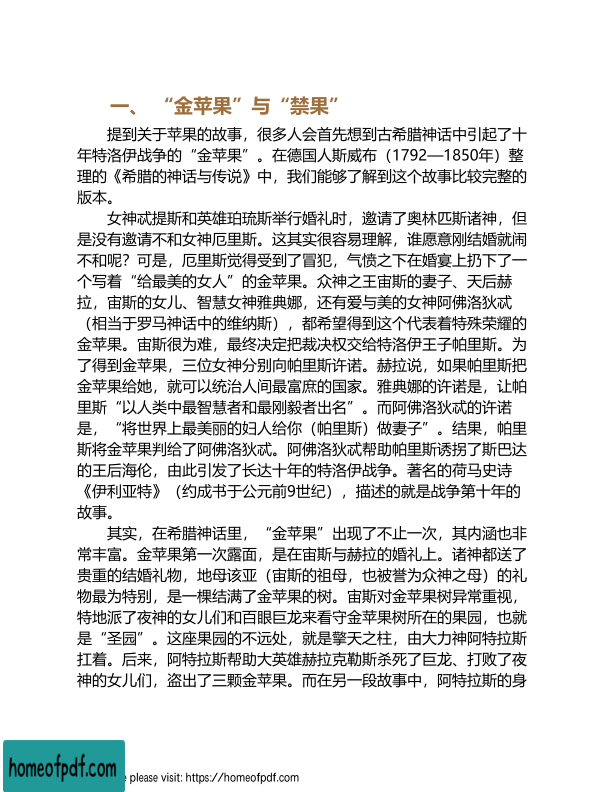 一、 “金苹果”与“禁果”
提到关于苹果的故事，很多人会首先想到古希腊神话中引起了十
年特洛伊战争的“金苹果”。在德国人斯威布（1792—1850年）整
理的《希腊的神话与传说》中，我们能够了解到这个故事比较完整的
版本。
女神忒提斯和英雄珀琉斯举行婚礼时，邀请了奥林匹斯诸神，但
是没有邀请不和女神厄里斯。这其实很容易理解，谁愿意刚结婚就闹
不和呢？可是，厄里斯觉得受到了冒犯，气愤之下在婚宴上扔下了一
个写着“给最美的女人”的金苹果。众神之王宙斯的妻子、天后赫
拉，宙斯的女儿、智慧女神雅典娜，还有爱与美的女神阿佛洛狄忒
（相当于罗马神话中的维纳斯），都希望得到这个代表着特殊荣耀的
金苹果。宙斯很为难，最终决定把裁决权交给特洛伊王子帕里斯。为
了得到金苹果，三位女神分别向帕里斯许诺。赫拉说，如果帕里斯把
金苹果给她，就可以统治人间最富庶的国家。雅典娜的许诺是，让帕
里斯“以人类中最智慧者和最刚毅者出名”。而阿佛洛狄忒的许诺
是，“将世界上最美丽的妇人给你（帕里斯）做妻子”。结果，帕里
斯将金苹果判给了阿佛洛狄忒。阿佛洛狄忒帮助帕里斯诱拐了斯巴达
的王后海伦，由此引发了长达十年的特洛伊战争。著名的荷马史诗
《伊利亚特》（约成书于公元前9世纪），描述的就是战争第十年的
故事。
其实，在希腊神话里，“金苹果”出现了不止一次，其内涵也非
常丰富。金苹果第一次露面，是在宙斯与赫拉的婚礼上。诸神都送了
贵重的结婚礼物，地母该亚（宙斯的祖母，也被誉为众神之母）的礼
物最为特别，是一棵结满了金苹果的树。宙斯对金苹果树异常重视，
特地派了夜神的女儿们和百眼巨龙来看守金苹果树所在的果园，也就
是“圣园”。这座果园的不远处，就是擎天之柱，由大力神阿特拉斯
扛着。后来，阿特拉斯帮助大英雄赫拉克勒斯杀死了巨龙、打败了夜
神的女儿们，盗出了三颗金苹果。而在另一段故事中，阿特拉斯的身
homeofpdf.com
e please visit: https://homeofpdf.com